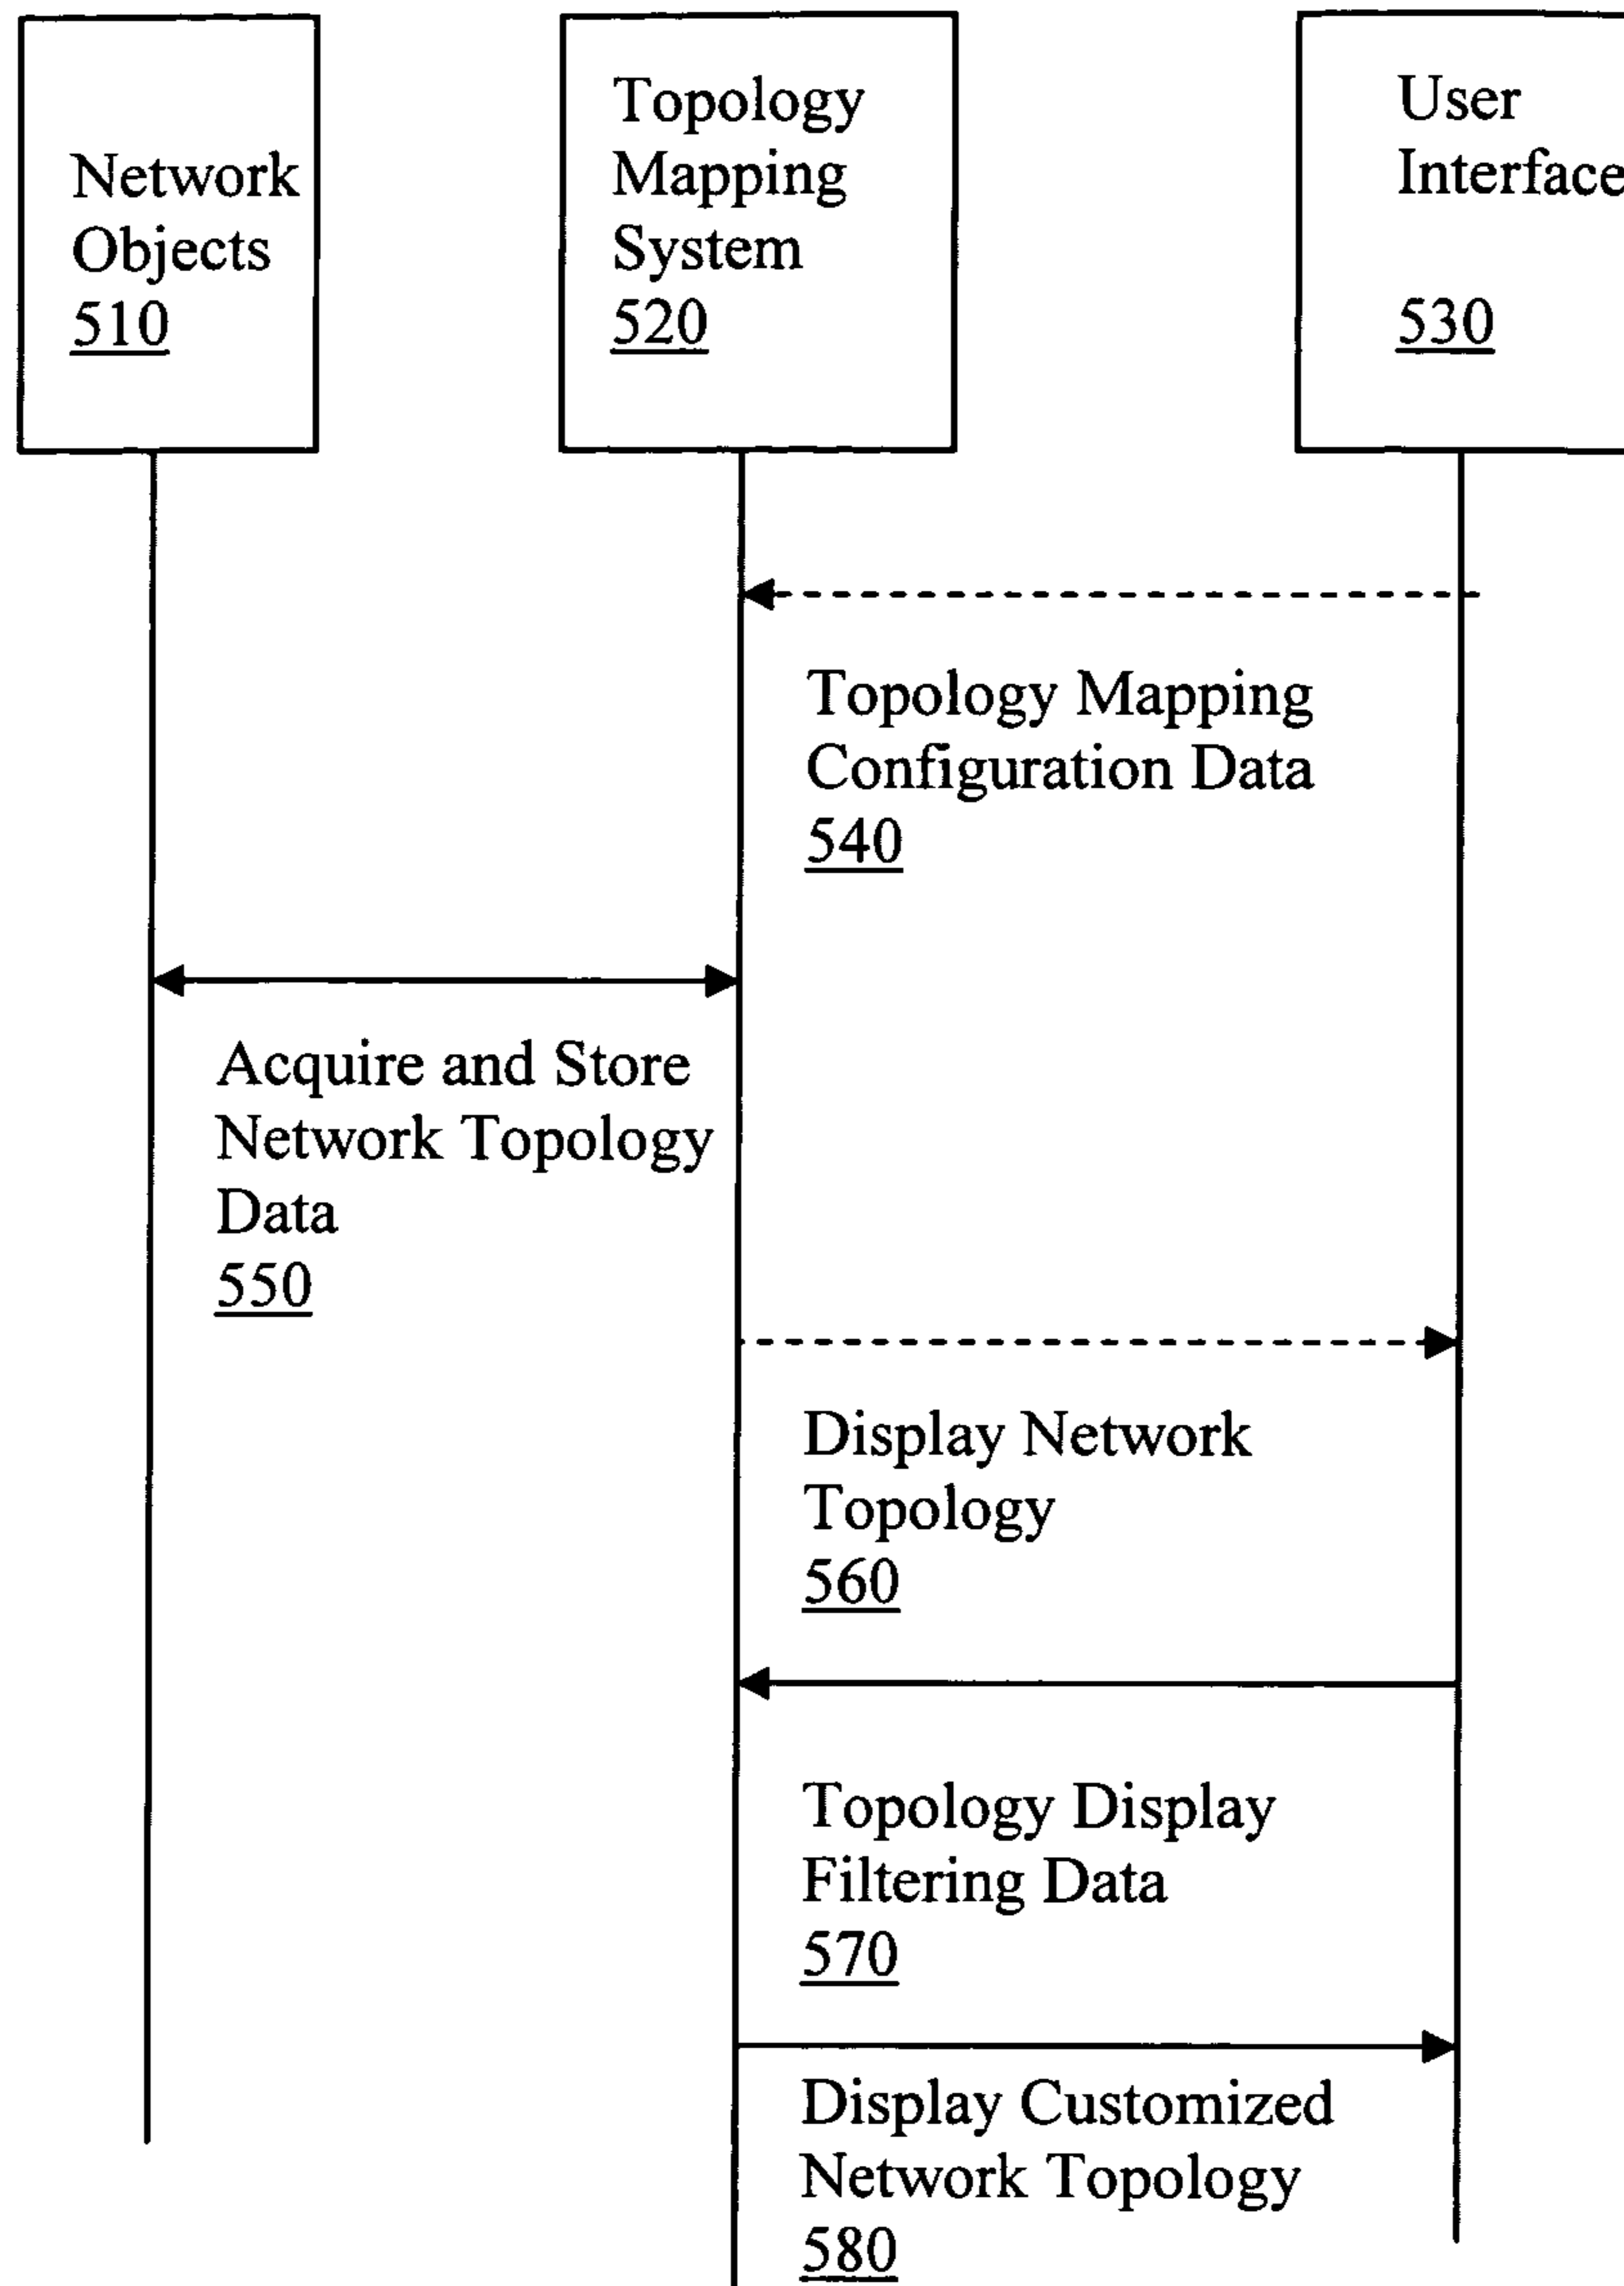 Network
Objects
510
Topology
Mapping
System
520
User
Interface
530
Topology Mapping
Configuration Data
540
Acquire and Store
Network Topology
Data
550
Display Network
Topology
560
Topology Display
Filtering Data
570
Display Customized
Network Topology
580